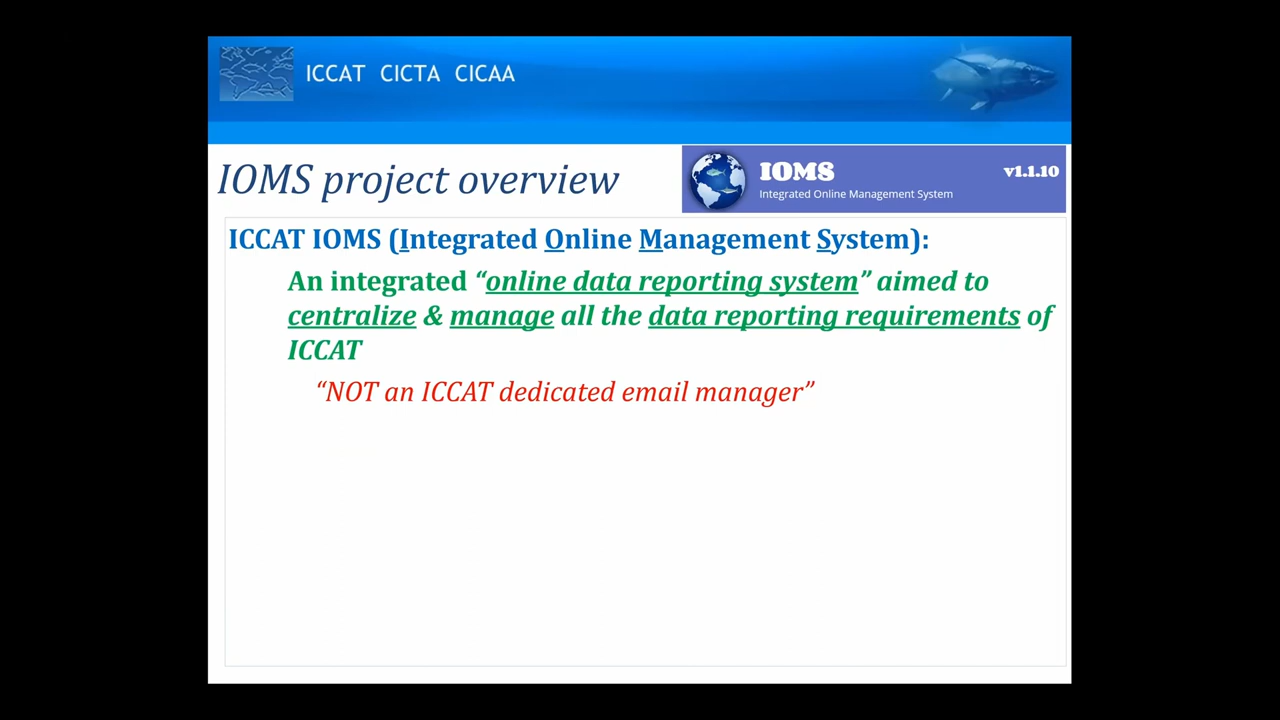 ICCAT CICTA CICAA
IOMS project overview
IOMS
v1.1.10
Integrated Online Management System
ICCAT IOMS (Integrated Online Management System):
An integrated “online data reporting system” aimed to
centralize & manage all the data reporting requirements of
ICCAT
“NOT an ICCAT dedicated email manager”